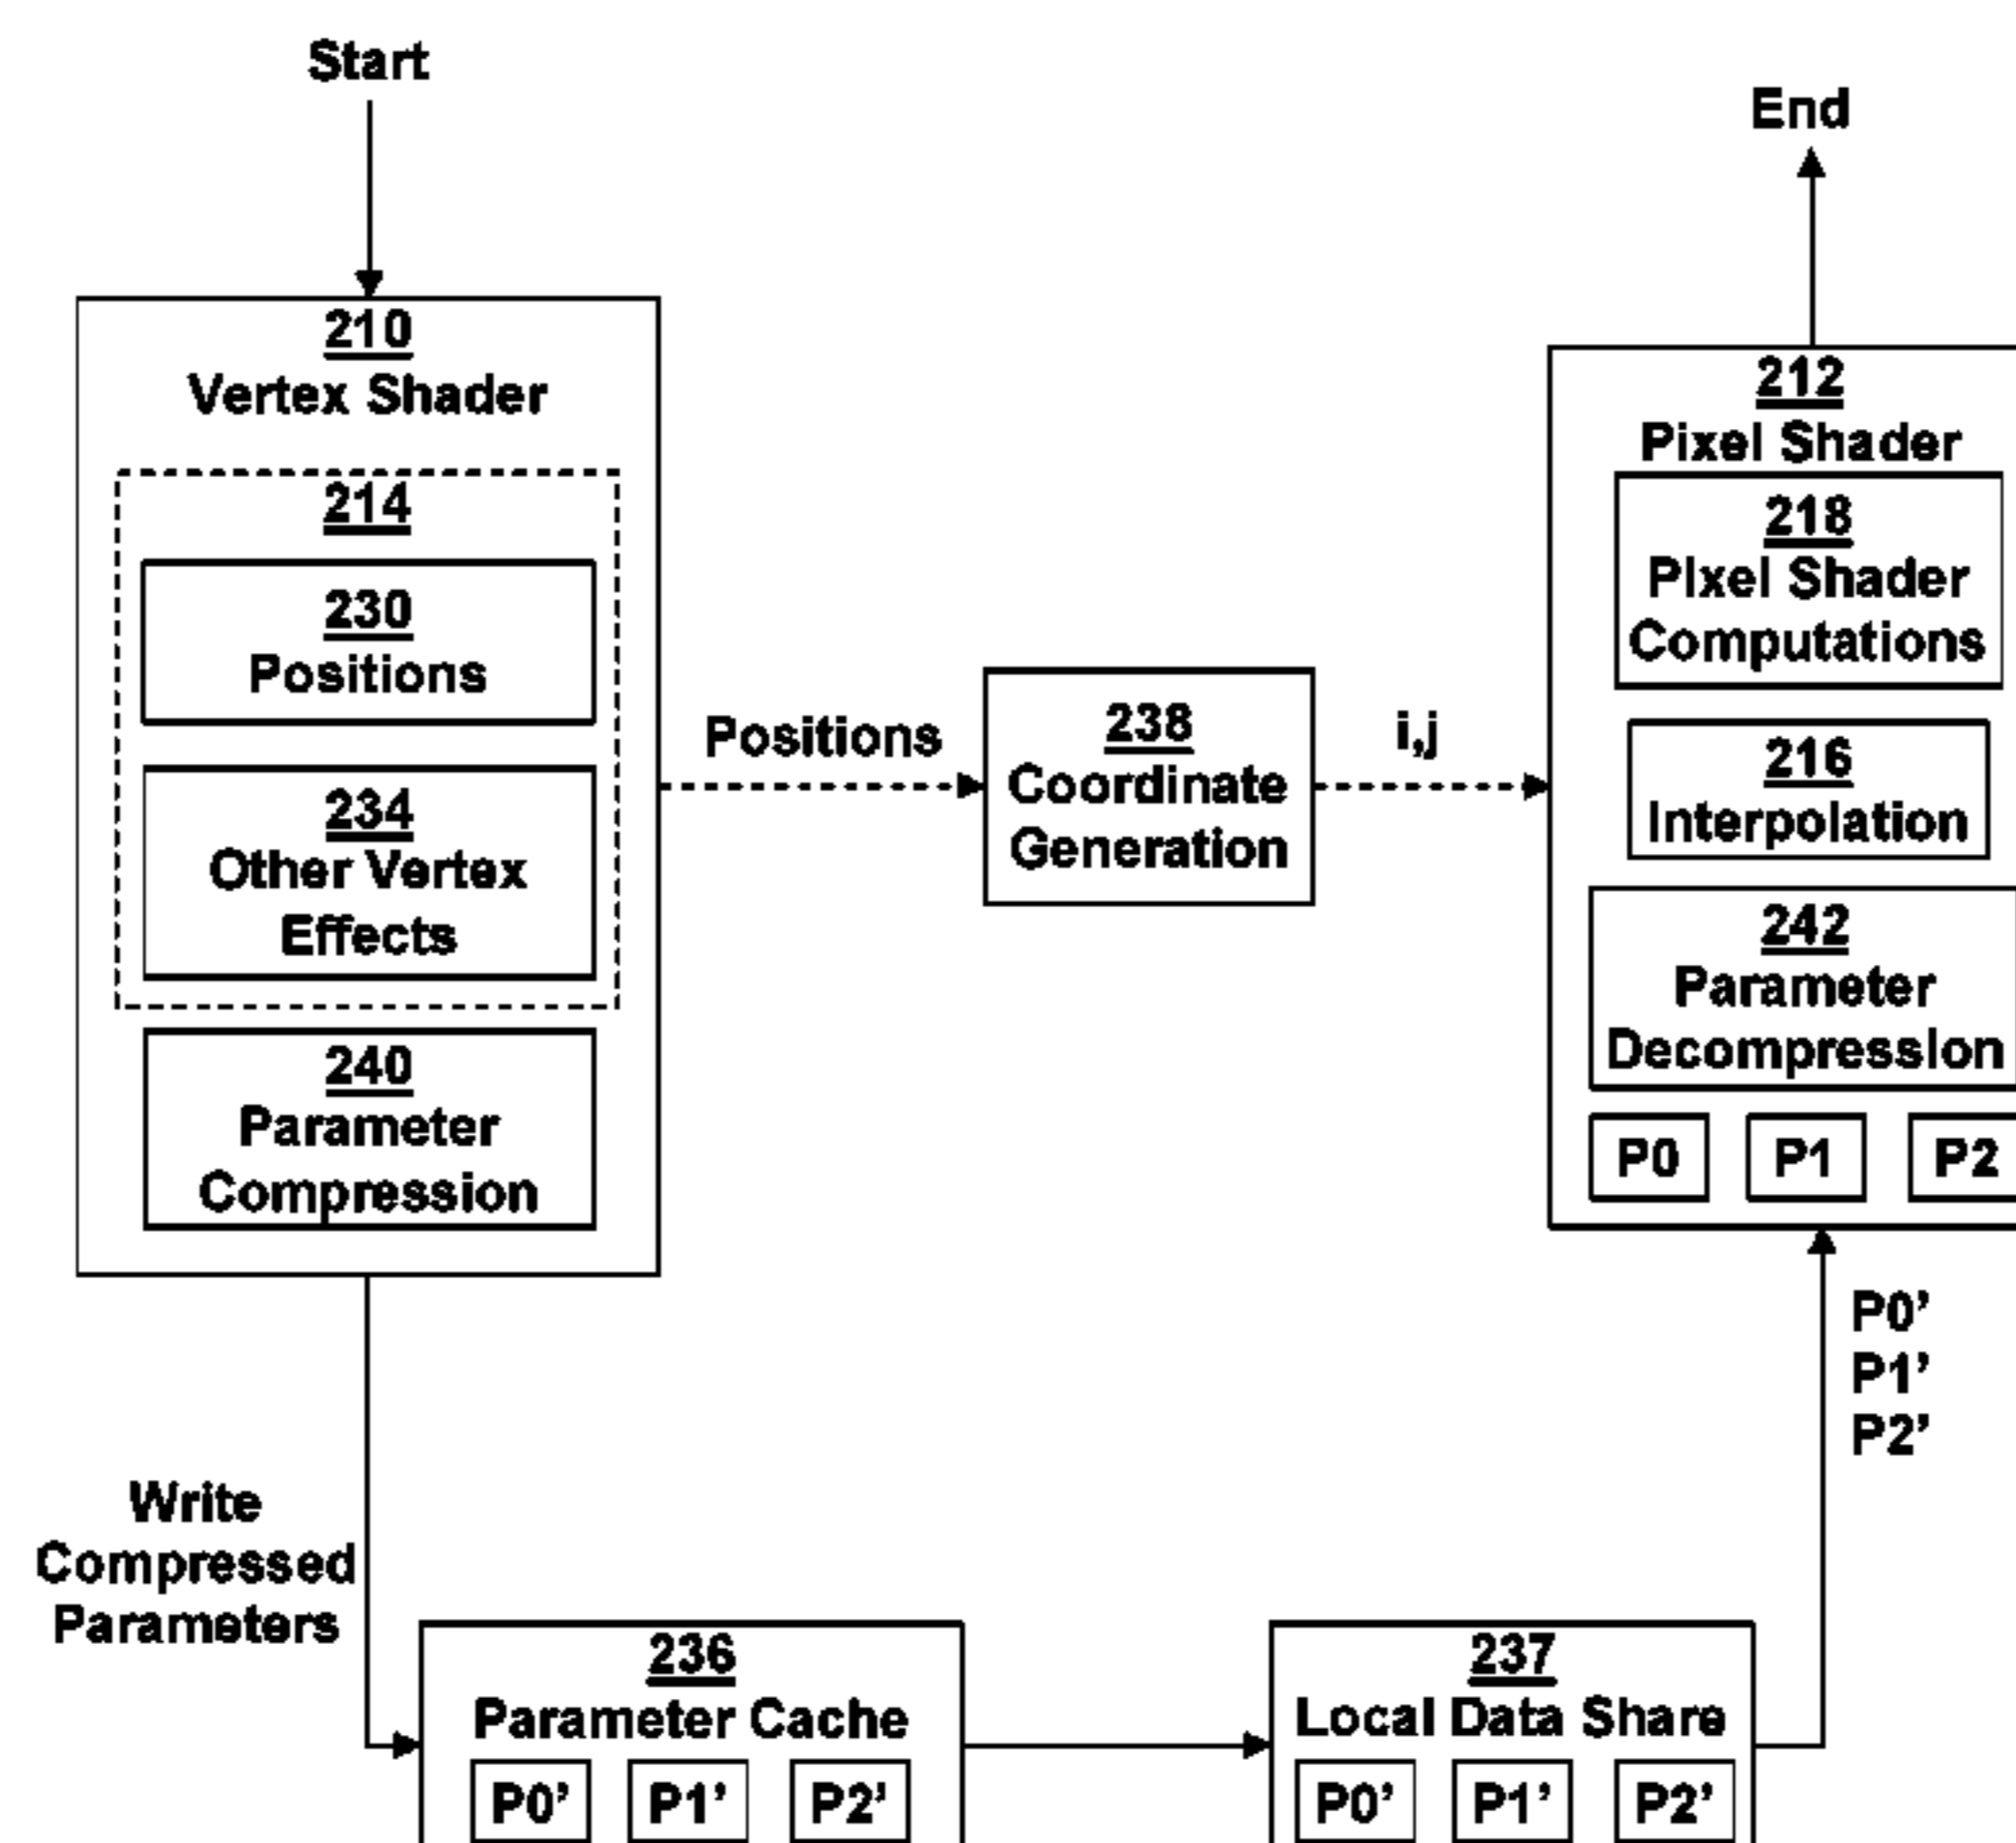 Start
End
210
Vertex Shader
214
230
Positions
234
Other Vertex
Effects
240
Parameter
Compression
Positions
238
Coordinate
Generation
i,j
212
Pixel Shader
218
Pixel Shader
Computations
216
Interpolation
242
Parameter
Decompression
P0 P1 P2
P0'
P1'
P2'
Write
Compressed
Parameters
236
Parameter Cache
P0' P1' P2'
237
Local Data Share
P0' P1' P2'